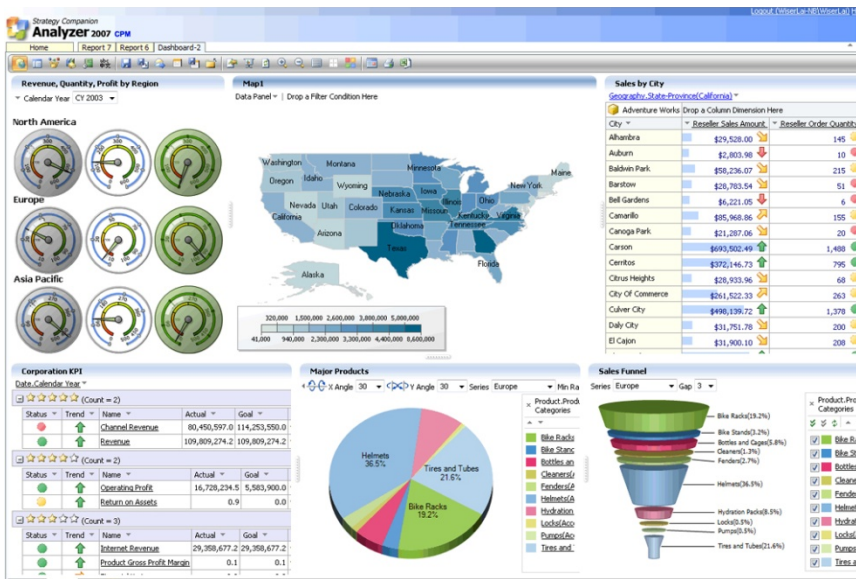 Logout (WiserLai-NB\WiserLai)
Strategy Companion
Analyzer 2007 CPM
Home Report 7 Report 6 Dashboard-2
Revenue, Quantity, Profit by Region
Calendar Year CY 2003
North America
Europe
Asia Pacific
Map1
Data Panel | Drop a Filter Condition Here
Washington
Montana
Minnesota
Maine
Oregon
Idaho
Wyoming
New York
Nebraska
Iowa
Illinois
Ohio
Nevada
Utah
Colorado
Kansas
Missouri
Kentucky
Virginia
California
Oklahoma
Tennessee
Arizona
Texas
Florida
Alaska
320,000 1,500,000 2,600,000 3,800,000 5,000,000
41,000 940,000 2,300,000 3,300,000 4,400,000 8,600,000
Sales by City
Geography.State-Province(California)
Adventure Works Drop a Column Dimension Here
City Reseller Sales Amount Reseller Order Quantity
Alhambra $29,528.00 145
Auburn $2,803.98 10
Baldwin Park $58,236.07 215
Barstow $28,783.54 51
Bell Gardens $6,221.05 6
Camarillo $85,968.86 155
Canoga Park $21,287.06 20
Carson $693,502.49 1,488
Cerritos $372,146.73 795
Citrus Heights $28,933.96 68
City Of Commerce $261,522.33 263
Culver City $498,139.72 1,378
Daly City $31,751.78 200
El Cajon $31,900.10 208
Corporation KPI
Date.Calendar Year
(Count = 2)
Status Trend Name Actual Goal
Channel Revenue 80,450,597.0 114,253,550.0
Revenue 109,809,274.2 109,809,274.2
(Count = 2)
Status Trend Name Actual Goal
Operating Profit 16,728,234.5 5,583,900.0
Return on Assets 0.9 0.0
(Count = 3)
Status Trend Name Actual Goal
Internet Revenue 29,358,677.2 29,358,677.2
Product Gross Profit Margin 0.1 0.1
Major Products
X Angle 30 Y Angle 30 Series Europe Min Ra
Helmets
36.5%
Tires and Tubes
21.6%
Bike Racks
19.2%
Product.Prod
Categories
Bike Racks
Bike Stanc
Bottles an
Cleaners(
Fenders(A
Helmets(A
Hydration
Locks(Acc
Pumps(Acc
Tires and
Sales Funnel
Series Europe Gap 3
Bike Racks(19.2%)
Bike Stands(3.2%)
Bottles and Cages(5.8%)
Cleaners(1.3%)
Fenders(2.7%)
Helmets(36.5%)
Hydration Packs(8.5%)
Locks(0.5%)
Pumps(0.5%)
Tires and Tubes(21.6%)
Product.Pro
Categories
Bike R
Bike S
Bottles
Cleane
Fende
Helme
Hydra
Locks(
Pumps
Tires a